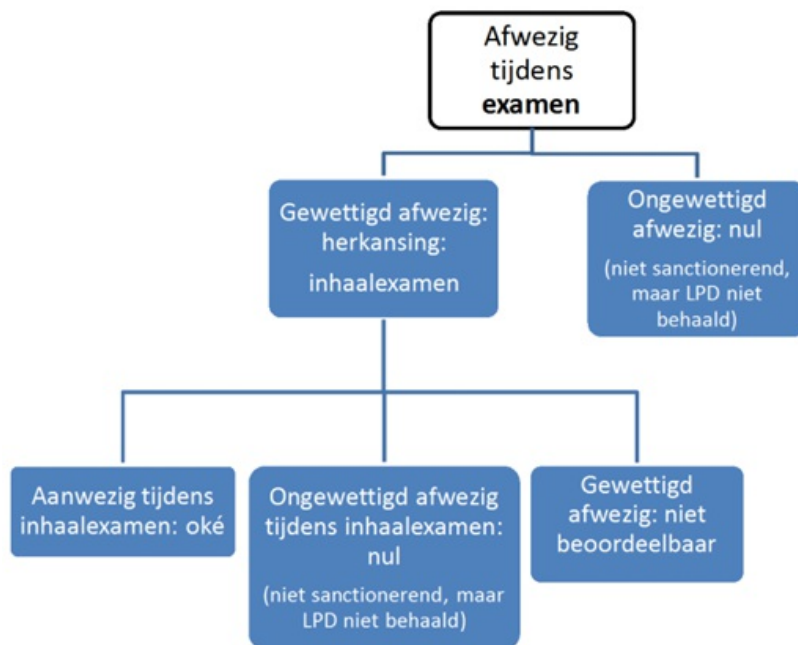 Afwezig
tijdens
examen
Gewettigd afwezig:
herkansing:
inhaalexamen
Ongewettigd
afwezig: nul
(niet sanctionerend,
maar LPD niet
behaald)
Aanwezig tijdens
inhaalexamen: oké
Ongewettigd afwezig
tijdens inhaalexamen:
nul
(niet sanctionerend, maar
LPD niet behaald)
Gewettigd
afwezig: niet
beoordeelbaar